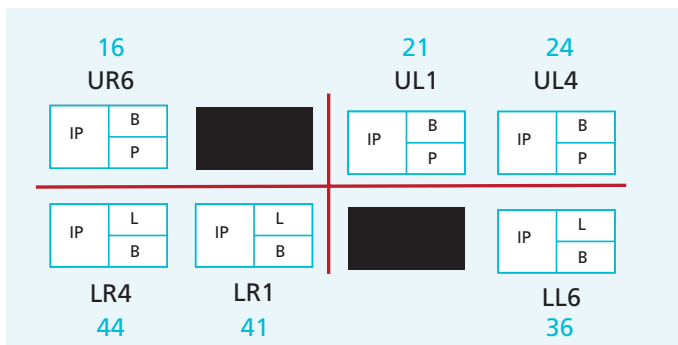 16 21 24
UR6 UL1 UL4
IP B P IP B P IP B P
IP L B IP L B IP L B
LR4 LR1 LL6
44 41 36